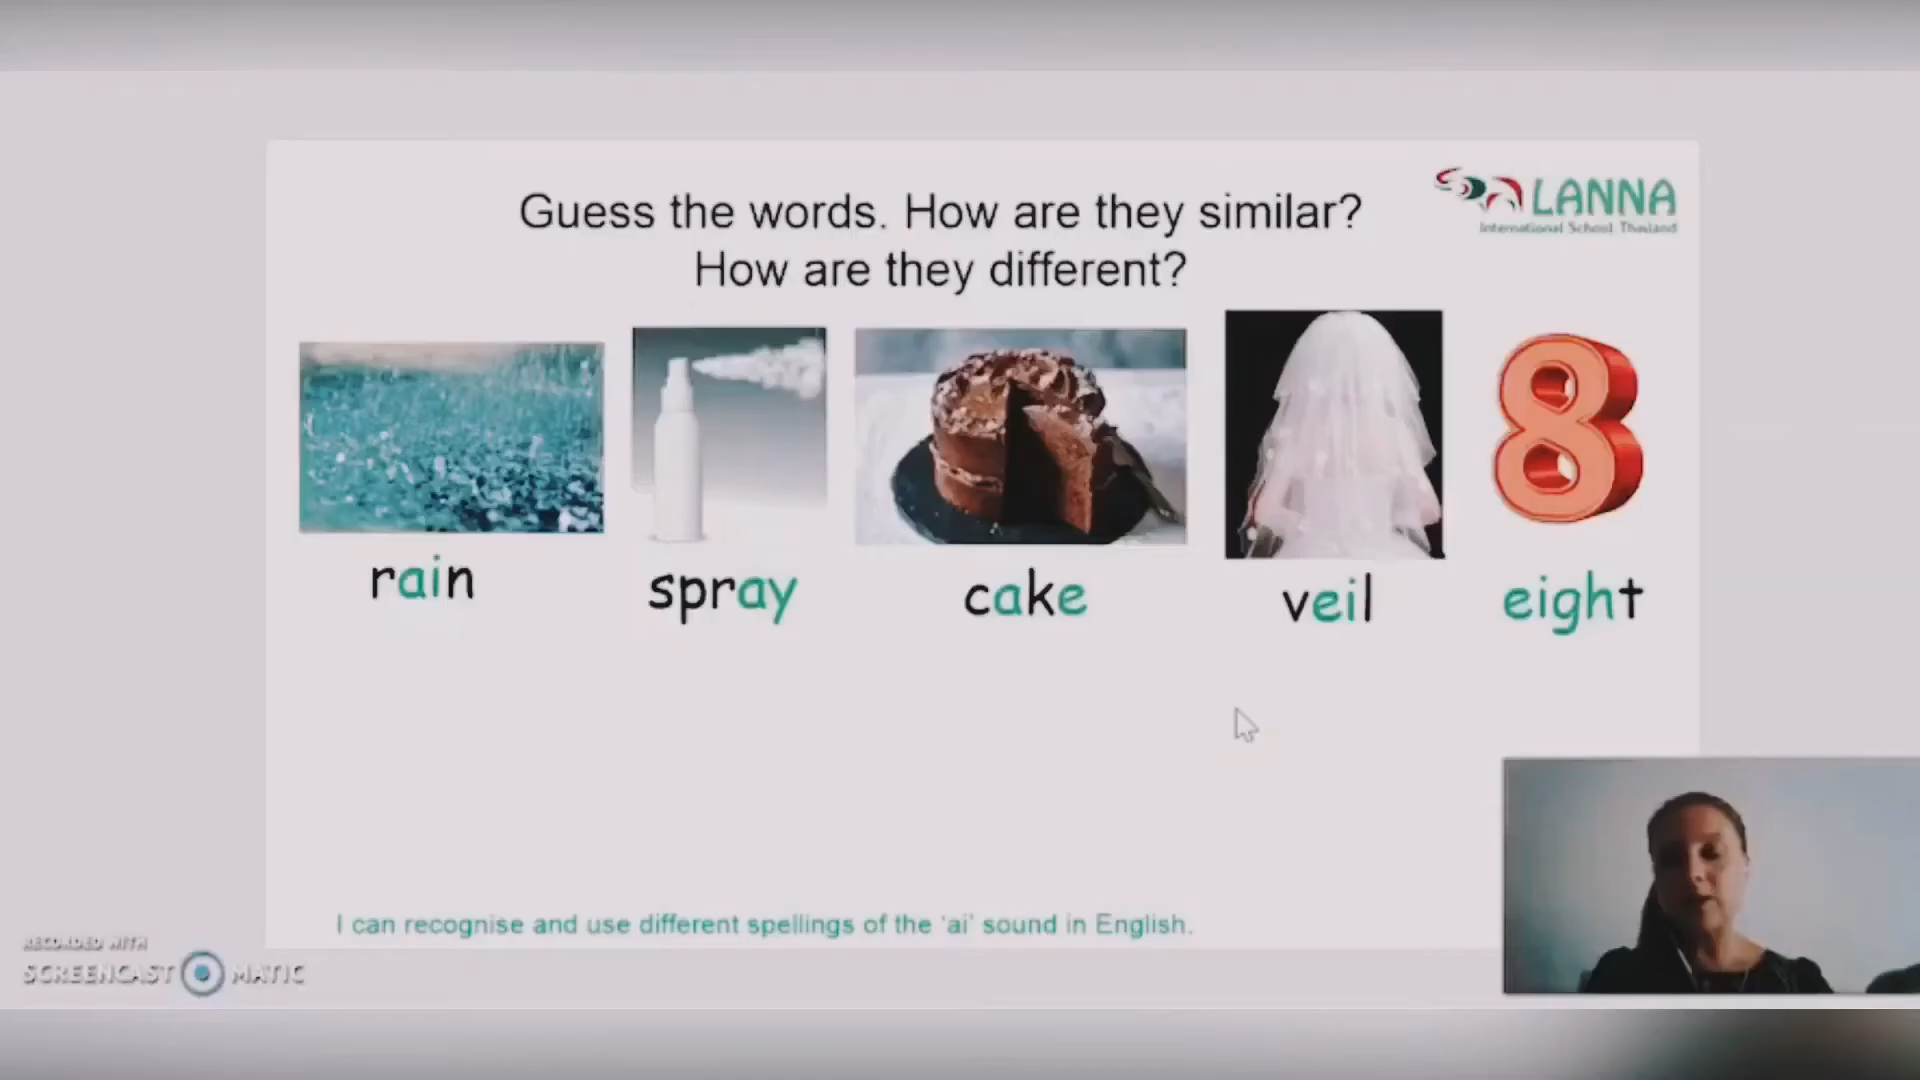 Guess the words. How are they similar?
How are they different?
LANNA
International School Thailand
rain
spray
cake
veil
eight
I can recognise and use different spellings of the ‘ai’ sound in English.
RECORDED WITH
SCREENCAST MATIC